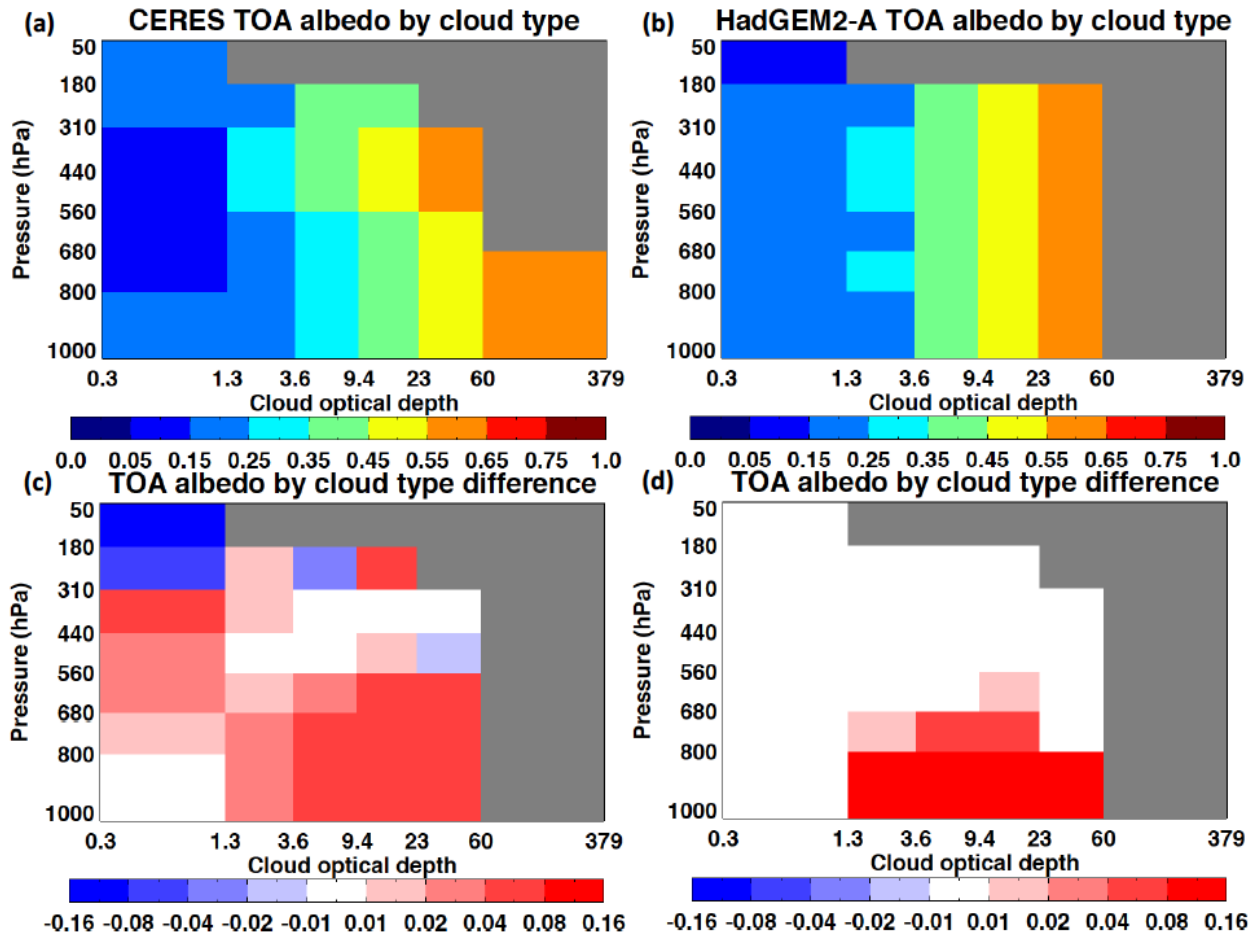 (a) CERES TOA albedo by cloud type
50
180
310
440
560
680
800
1000
Pressure (hPa)
0.3 1.3 3.6 9.4 23 60 379
Cloud optical depth
0.0 0.05 0.15 0.25 0.35 0.45 0.55 0.65 0.75 1.0
(b) HadGEM2-A TOA albedo by cloud type
50
180
310
440
560
680
800
1000
Pressure (hPa)
0.3 1.3 3.6 9.4 23 60 379
Cloud optical depth
0.0 0.05 0.15 0.25 0.35 0.45 0.55 0.65 0.75 1.0
(c) TOA albedo by cloud type difference
50
180
310
440
560
680
800
1000
Pressure (hPa)
0.3 1.3 3.6 9.4 23 60 379
Cloud optical depth
-0.16 -0.08 -0.04 -0.02 -0.01 0.01 0.02 0.04 0.08 0.16
(d) TOA albedo by cloud type difference
50
180
310
440
560
680
800
1000
Pressure (hPa)
0.3 1.3 3.6 9.4 23 60 379
Cloud optical depth
-0.16 -0.08 -0.04 -0.02 -0.01 0.01 0.02 0.04 0.08 0.16